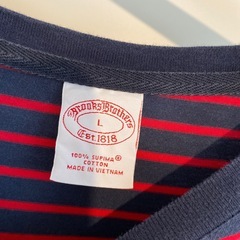 Brooks Brothers
L
Est. 1818
100% SUPIMA®
COTTON
MADE IN VIETNAM